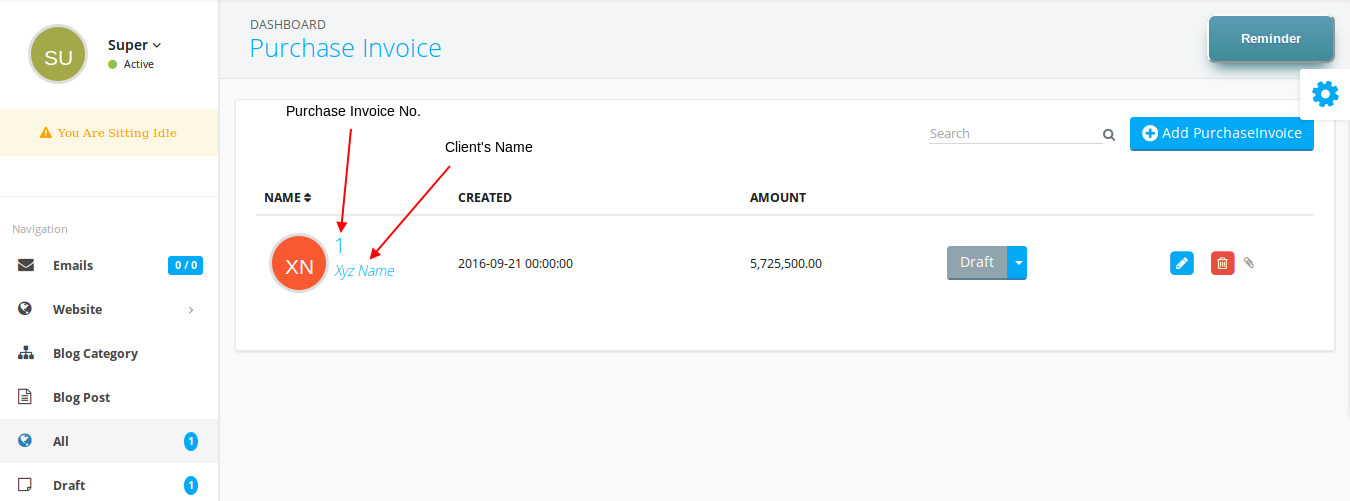 SU
Super
Active
You Are Sitting Idle
Navigation
Emails 0 / 0
Website
Blog Category
Blog Post
All 1
Draft 1
DASHBOARD
Purchase Invoice
Reminder
Purchase Invoice No.
Client's Name
Search
Add PurchaseInvoice
NAME CREATED AMOUNT
XN
1
Xyz Name
2016-09-21 00:00:00 5,725,500.00 Draft